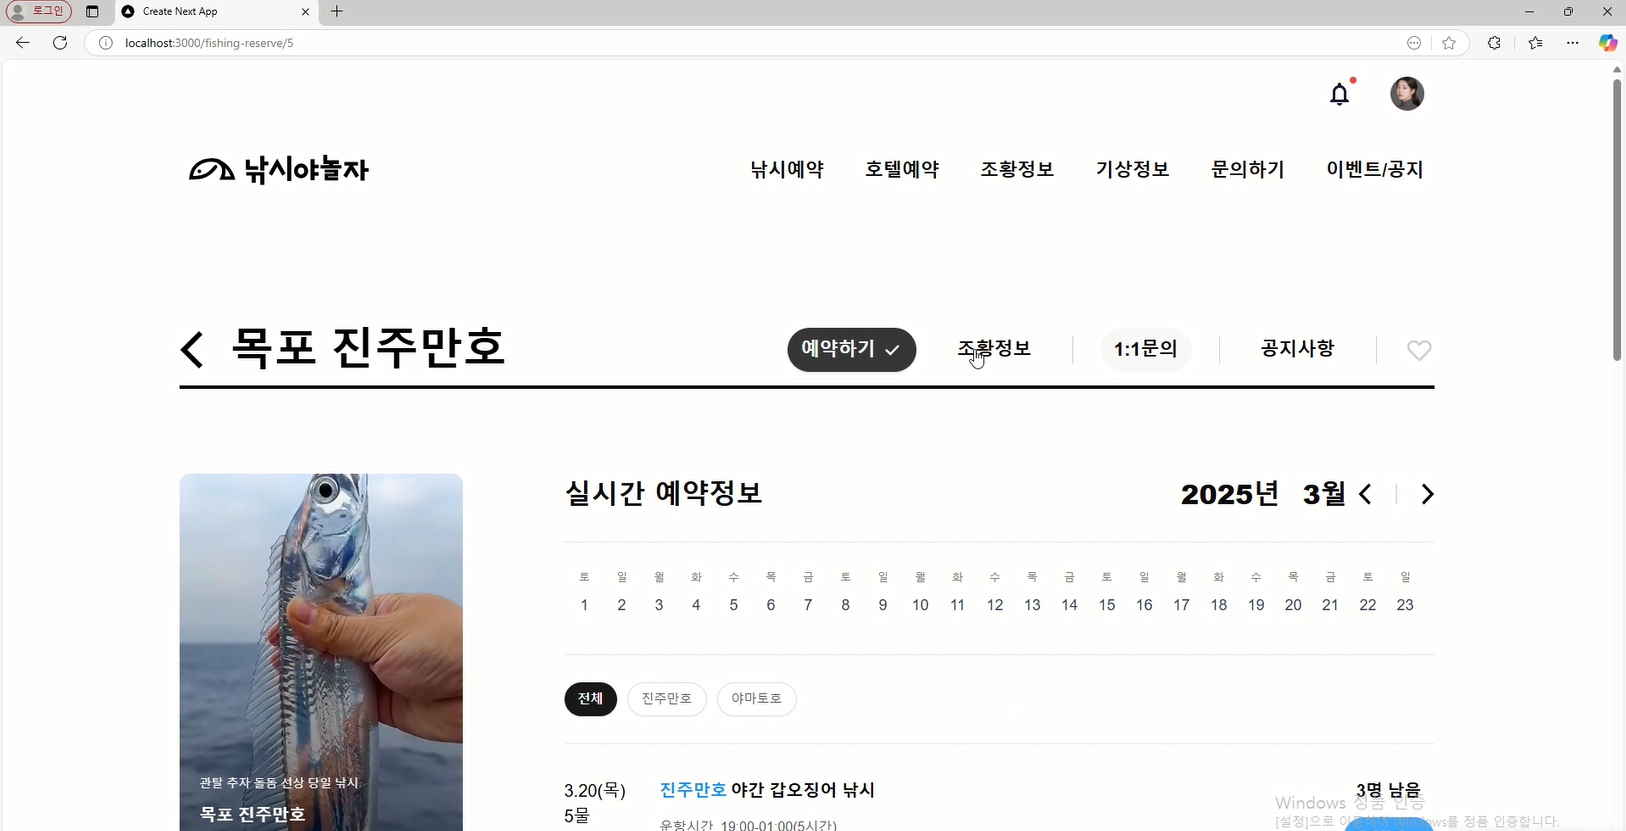 로그인
Create Next App
localhost:3000/fishing-reserve/5
낚시야놀자
낚시예약 호텔예약 조황정보 기상정보 문의하기 이벤트/공지
목포 진주만호
예약하기 조황정보 1:1문의 공지사항
실시간 예약정보 2025년 3월
토 일 월 화 수 목 금 토 일 월 화 수 목 금 토 일 월 화 수 목 금 토 일
1 2 3 4 5 6 7 8 9 10 11 12 13 14 15 16 17 18 19 20 21 22 23
전체 진주만호 야마토호
관탈 추자 돌돔 선상 당일 낚시
목포 진주만호
3.20(목) 진주만호 야간 갑오징어 낚시 3명 남음
5물
운항시간 19:00-01:00(5시간)
Windows 정품 인증
[설정]으로 이동하여 Windows를 정품 인증합니다.